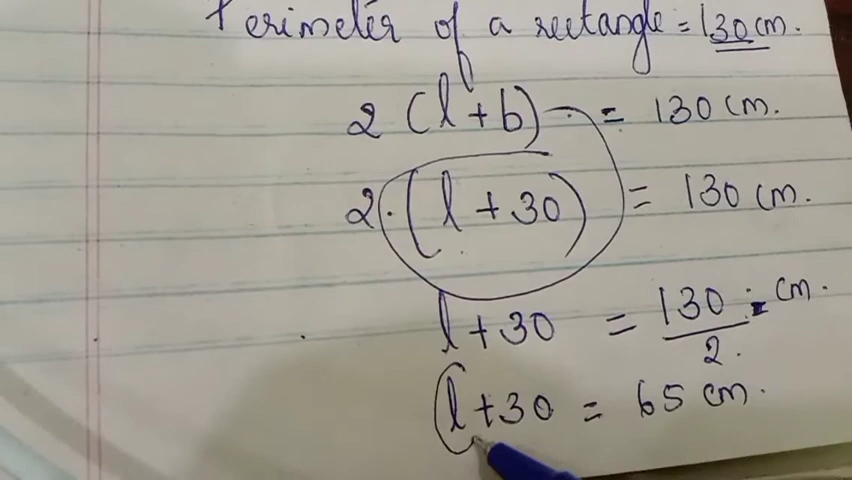 Perimeter of a rectangle = 130 cm.
2 (l + b) = 130 cm.
2. (l + 30) = 130 cm.
l + 30 = 130/2. cm.
(l + 30 = 65 cm.